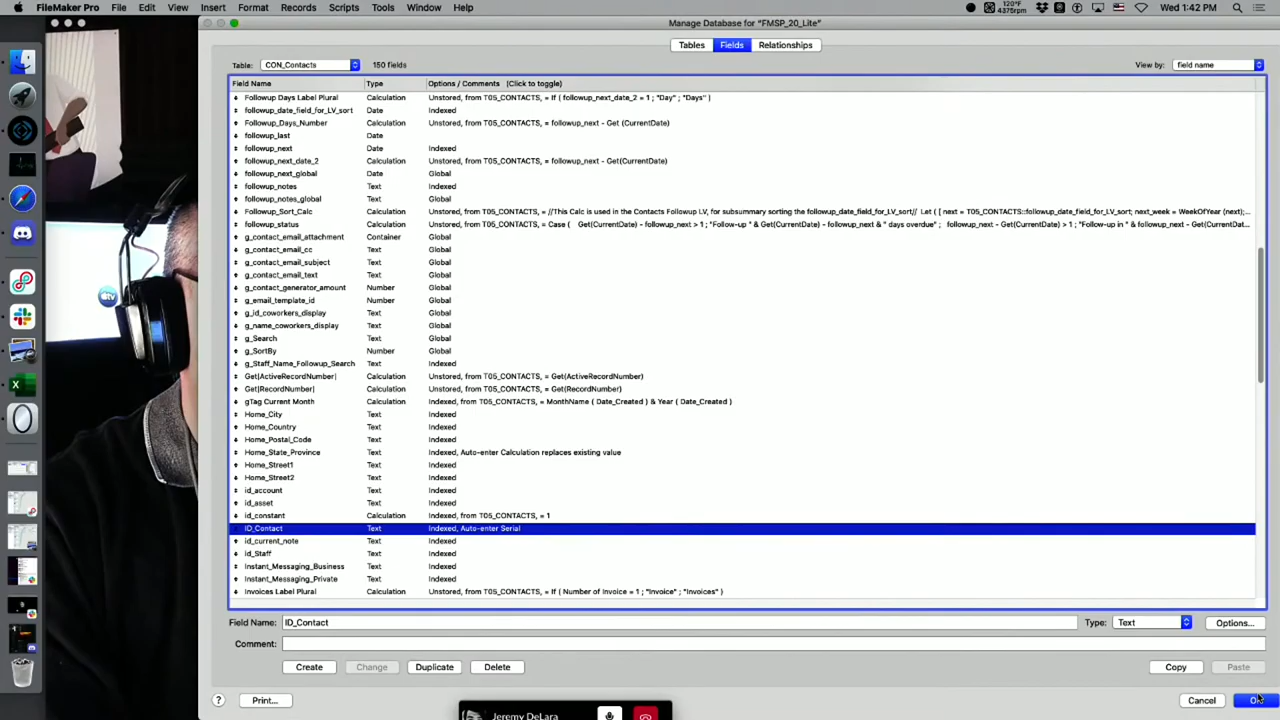 FileMaker Pro File Edit View Insert Format Records Scripts Tools Window Help 120°F 4375rpm Wed 1:42 PM
Manage Database for “FMSP_20_Lite”
Tables Fields Relationships
Table: CON_Contacts 150 fields View by: field name
Field Name Type Options / Comments (Click to toggle)
Followup Days Label Plural Calculation Unstored, from T05_CONTACTS, = If ( followup_next_date_2 = 1 ; "Day" ; "Days" )
followup_date_field_for_LV_sort Date Indexed
Followup_Days_Number Calculation Unstored, from T05_CONTACTS, = followup_next - Get (CurrentDate)
followup_last Date
followup_next Date Indexed
followup_next_date_2 Calculation Unstored, from T05_CONTACTS, = followup_next - Get(CurrentDate)
followup_next_global Date Global
followup_notes Text Indexed
followup_notes_global Text Global
Followup_Sort_Calc Calculation Unstored, from T05_CONTACTS, = //This Calc is used in the Contacts Followup LV, for subsummary sorting the followup_date_field_for_LV_sort// Let ( [ next = T05_CONTACTS::followup_date_field_for_LV_sort; next_week = WeekOfYear (next);...
followup_status Calculation Unstored, from T05_CONTACTS, = Case ( Get(CurrentDate) - followup_next > 1 ; "Follow-up " & Get(CurrentDate) - followup_next & " days overdue" ; followup_next - Get(CurrentDate) > 1 ; "Follow-up in " & followup_next - Get(CurrentDat...
g_contact_email_attachment Container Global
g_contact_email_cc Text Global
g_contact_email_subject Text Global
g_contact_email_text Text Global
g_contact_generator_amount Number Global
g_email_template_id Number Global
g_id_coworkers_display Text Global
g_name_coworkers_display Text Global
g_Search Text Global
g_SortBy Number Global
g_Staff_Name_Followup_Search Text Indexed
Get|ActiveRecordNumber| Calculation Unstored, from T05_CONTACTS, = Get(ActiveRecordNumber)
Get|RecordNumber| Calculation Unstored, from T05_CONTACTS, = Get(RecordNumber)
gTag Current Month Calculation Indexed, from T05_CONTACTS, = MonthName ( Date_Created ) & Year ( Date_Created )
Home_City Text Indexed
Home_Country Text Indexed
Home_Postal_Code Text Indexed
Home_State_Province Text Indexed, Auto-enter Calculation replaces existing value
Home_Street1 Text Indexed
Home_Street2 Text Indexed
id_account Text Indexed
id_asset Text Indexed
id_constant Calculation Indexed, from T05_CONTACTS, = 1
ID_Contact Text Indexed, Auto-enter Serial
id_current_note Text Indexed
id_Staff Text Indexed
Instant_Messaging_Business Text Indexed
Instant_Messaging_Private Text Indexed
Invoices Label Plural Calculation Unstored, from T05_CONTACTS, = If ( Number of Invoice = 1 ; "Invoice" ; "Invoices" )
Field Name: ID_Contact Type: Text Options...
Comment:
Create Change Duplicate Delete Copy Paste
? Print... Cancel OK
Jeremy DeLara
tv